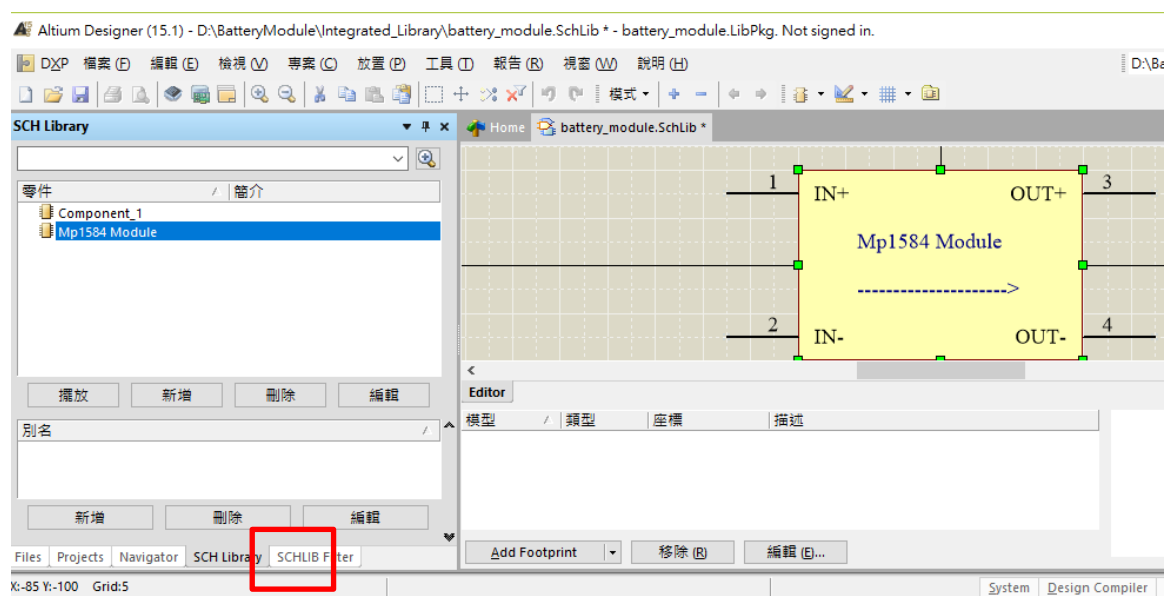 Altium Designer (15.1) - D:\BatteryModule\Integrated_Library\battery_module.SchLib * - battery_module.LibPkg. Not signed in.
DXP 檔案 (F) 編輯 (E) 檢視 (V) 專案 (C) 放置 (P) 工具 (T) 報告 (R) 視窗 (W) 說明 (H) D:\Ba
模式
SCH Library
Home battery_module.SchLib *
零件 簡介
Component_1
Mp1584 Module
1 IN+ OUT+ 3
Mp1584 Module
--------------------->
2 IN- OUT- 4
擺放 新增 刪除 編輯
Editor
別名
模型 類型 座標 描述
新增 刪除 編輯
Add Footprint 移除 (R) 編輯 (E)...
Files Projects Navigator SCH Library SCHLIB Filter
X:-85 Y:-100 Grid:5 System Design Compiler